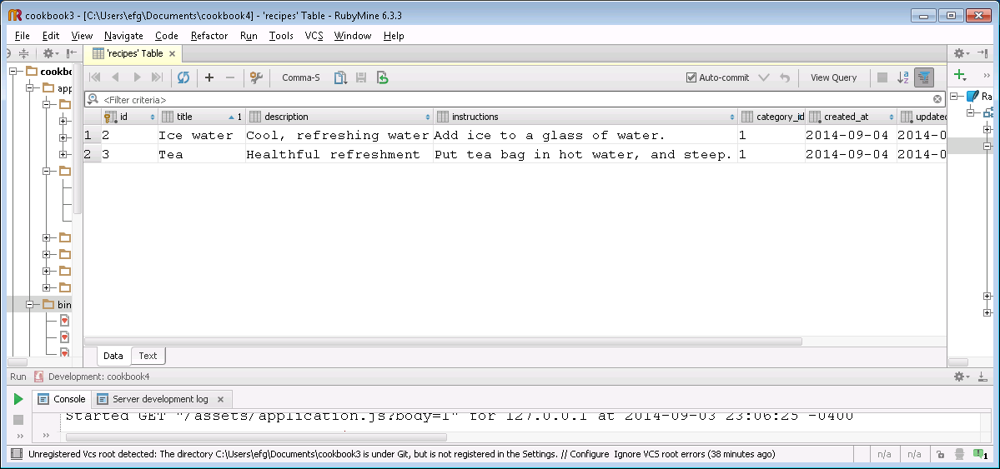 cookbook3 - [C:\Users\efg\Documents\cookbook4] - 'recipes' Table - RubyMine 6.3.3
File Edit View Navigate Code Refactor Run Tools VCS Window Help
'recipes' Table
Comma-S Auto-commit View Query
<Filter criteria>
id title 1 description instructions category_id created_at updated
1 2 Ice water Cool, refreshing water Add ice to a glass of water. 1 2014-09-04 2014-0
2 3 Tea Healthful refreshment Put tea bag in hot water, and steep. 1 2014-09-04 2014-0
cookb
app
bin
Ra
Data Text
Run Development: cookbook4
Console Server development log
Started GET "/assets/application.js?body=1" for 127.0.0.1 at 2014-09-03 23:06:25 -0400
Unregistered Vcs root detected: The directory C:\Users\efg\Documents\cookbook3 is under Git, but is not registered in the Settings. // Configure Ignore VCS root errors (38 minutes ago) n/a n/a 1